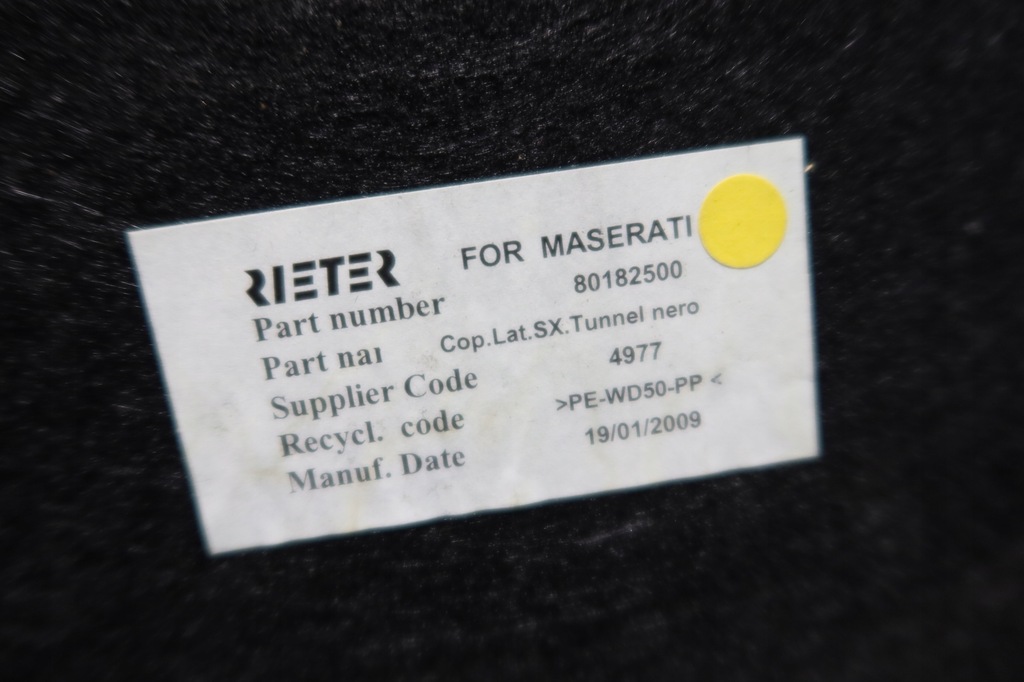 RIETER FOR MASERATI
Part number 80182500
Part nai Cop.Lat.SX.Tunnel nero
Supplier Code 4977
Recycl. code >PE-WD50-PP <
Manuf. Date 19/01/2009